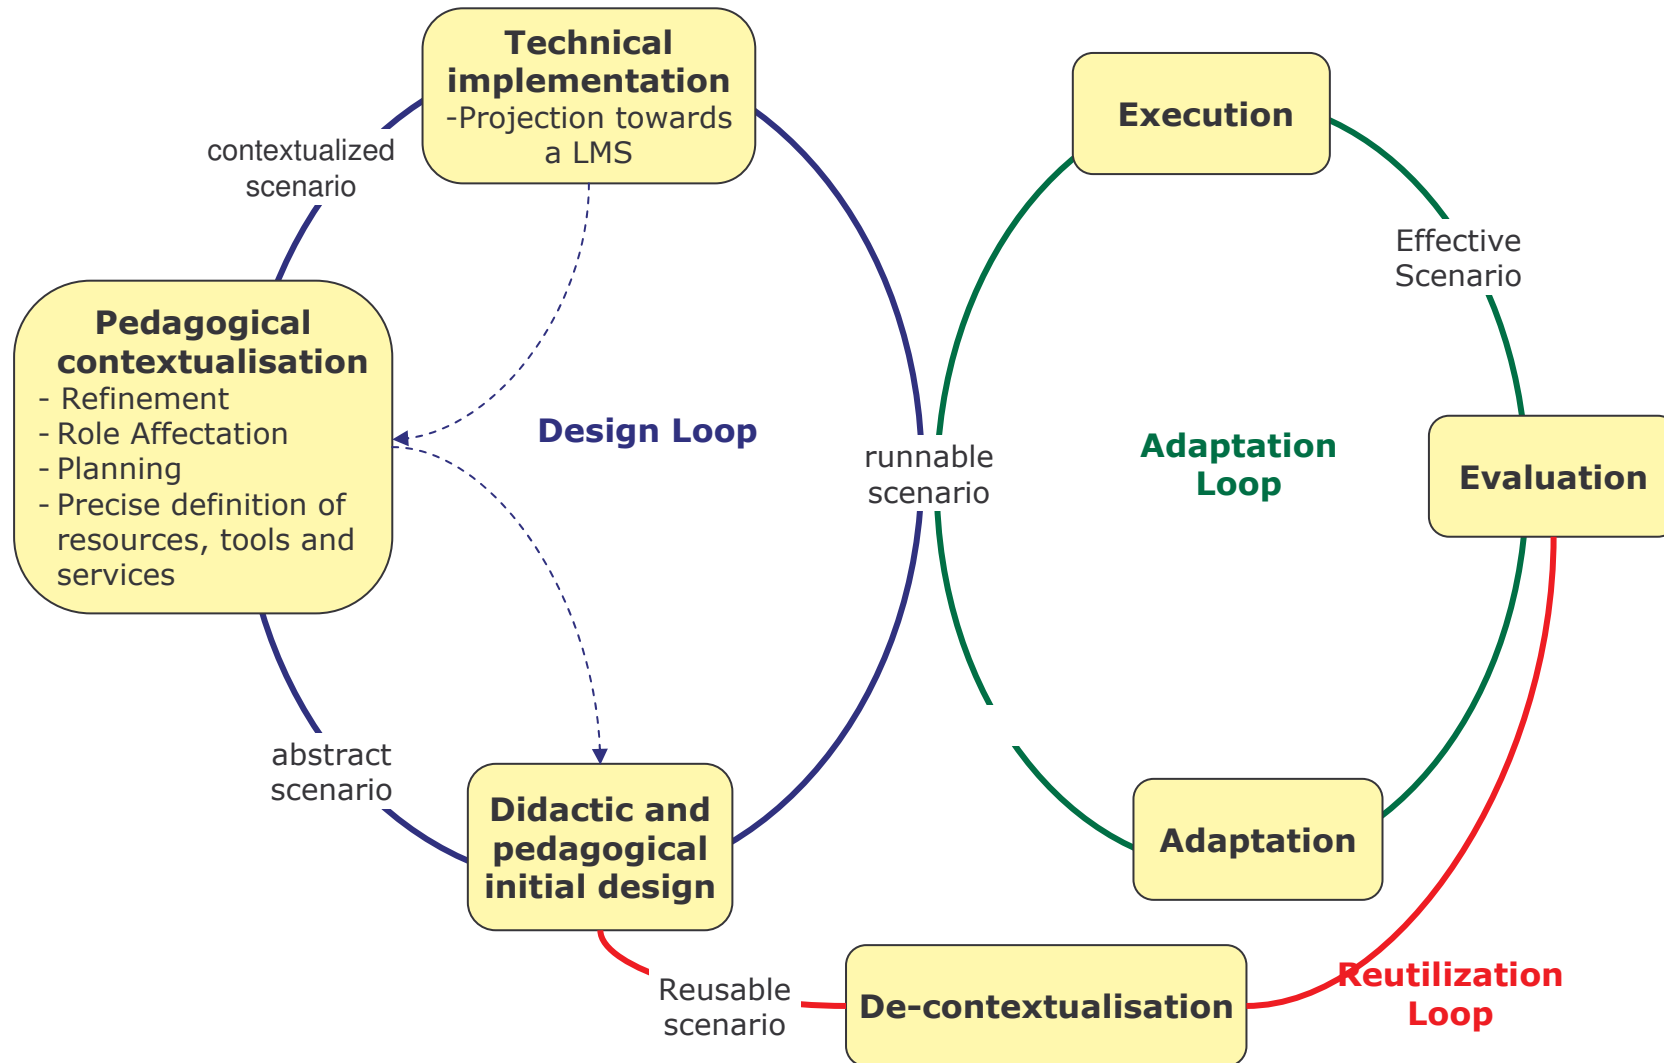 Technical
implementation
-Projection towards
a LMS
contextualized
scenario
Pedagogical
contextualisation
- Refinement
- Role Affectation
- Planning
- Precise definition of
resources, tools and
services
Design Loop
abstract
scenario
Didactic and
pedagogical
initial design
runnable
scenario
Execution
Effective
Scenario
Adaptation
Loop
Evaluation
Adaptation
Reusable
scenario
De-contextualisation
Reutilization
Loop